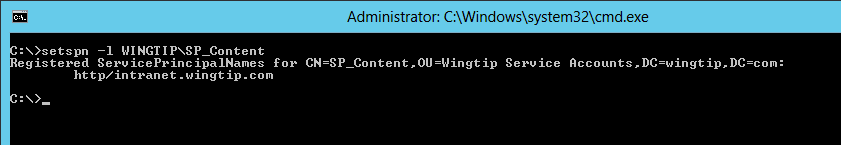 Administrator: C:\Windows\system32\cmd.exe
C:\>setspn -l WINGTIP\SP_Content
Registered ServicePrincipalNames for CN=SP_Content,OU=Wingtip Service Accounts,DC=wingtip,DC=com:
http/intranet.wingtip.com
C:\>_